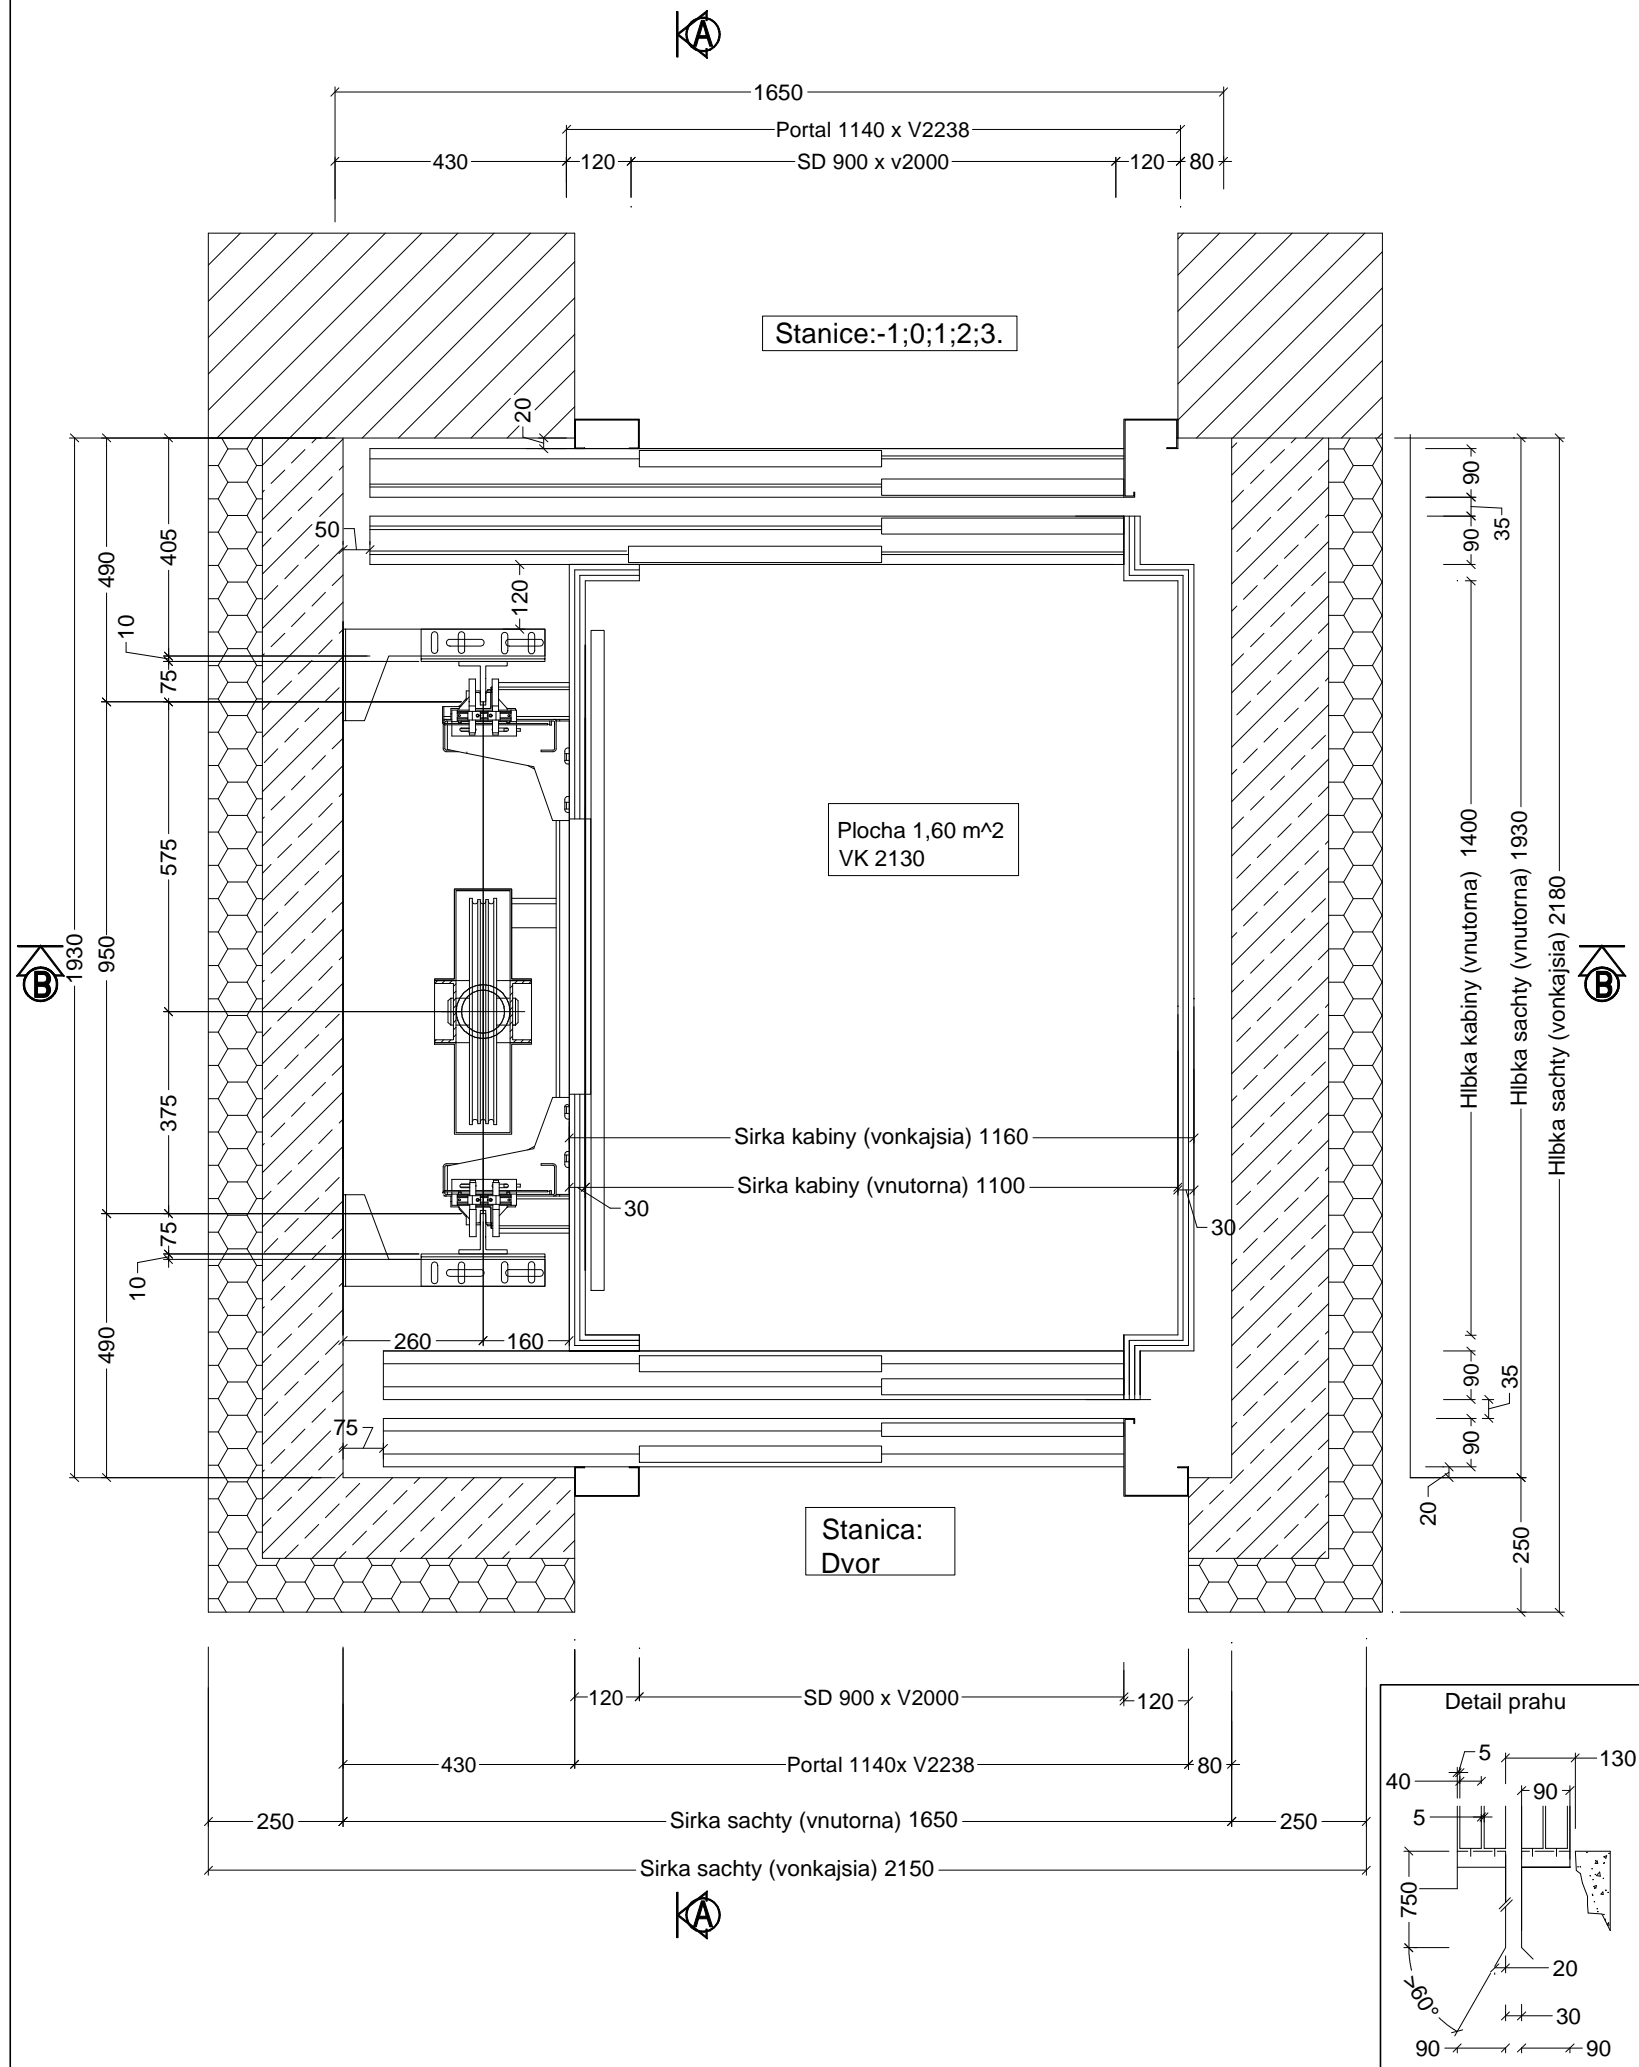 A
1650
Portal 1140 x V2238
430
120
SD 900 x v2000
120
80
Stanice:-1;0;1;2;3.
20
90
35
90
50
405
490
120
10
75
Plocha 1,60 m^2
VK 2130
575
950
1930
B
B
Hlbka kabiny (vnutorna) 1400
Hlbka sachty (vnutorna) 1930
Hlbka sachty (vonkajsia) 2180
375
Sirka kabiny (vonkajsia) 1160
Sirka kabiny (vnutorna) 1100
30
30
75
10
490
260
160
90
35
90
75
20
250
Stanica:
Dvor
120
SD 900 x V2000
120
430
Portal 1140x V2238
80
250
Sirka sachty (vnutorna) 1650
250
Sirka sachty (vonkajsia) 2150
A
Detail prahu
5
130
40
90
5
750
20
>60°
30
90
90